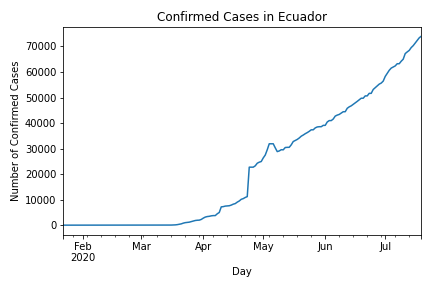 Confirmed Cases in Ecuador
Number of Confirmed Cases
70000
60000
50000
40000
30000
20000
10000
0
Feb Mar Apr May Jun Jul
2020
Day